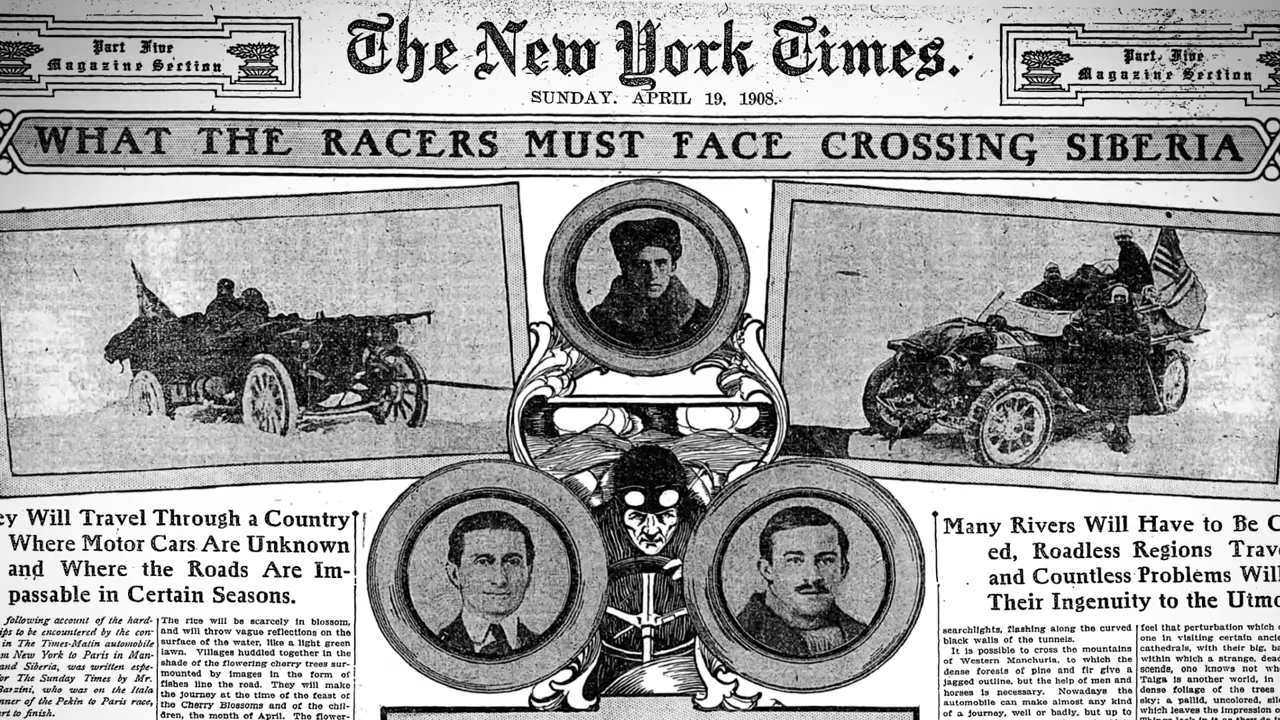 Part Five
Magazine Section
The New York Times.
Part Five
Magazine Section
SUNDAY, APRIL 19, 1908.
WHAT THE RACERS MUST FACE CROSSING SIBERIA
ey Will Travel Through a Country
Where Motor Cars Are Unknown
and Where the Roads Are Im-
passable in Certain Seasons.
following account of the hard-
ips to be encountered by the con-
in The Times-Matin automobile
m New York to Paris in Man-
and Siberia, was written espe-
or The Sunday Times by Mr.
Barzini, who was on the Itala
nner of the Pekin to Paris race,
rt to finish.
The rice will be scarcely in blossom,
and will throw vague reflections on the
surface of the water, like a light green
lawn. Villages huddled together in the
shade of the flowering cherry trees sur-
mounted by images in the form of
fishes line the road. They will make
the journey at the time of the feast of
the Cherry Blossoms and of the chil-
dren, the month of April. The flower-
Many Rivers Will Have to Be C
ed, Roadless Regions Trave
and Countless Problems Will
Their Ingenuity to the Utmo
searchlights, flashing along the curved
black walls of the tunnels.
It is possible to cross the mountains
of Western Manchuria, to which the
dense forests of pine and fir give a
jagged outline, but the help of men and
horses is necessary. Nowadays the
automobile can make almost any kind
of a journey, well or badly, but up to
feel that perturbation which
one in visiting certain anci
cathedrals, with their big, ba
within which a strange, dea
scends, one knows not wh
Taiga is another world, in
dense foliage of the trees
sky; a pallid, uncolored, si
which leaves the impression o